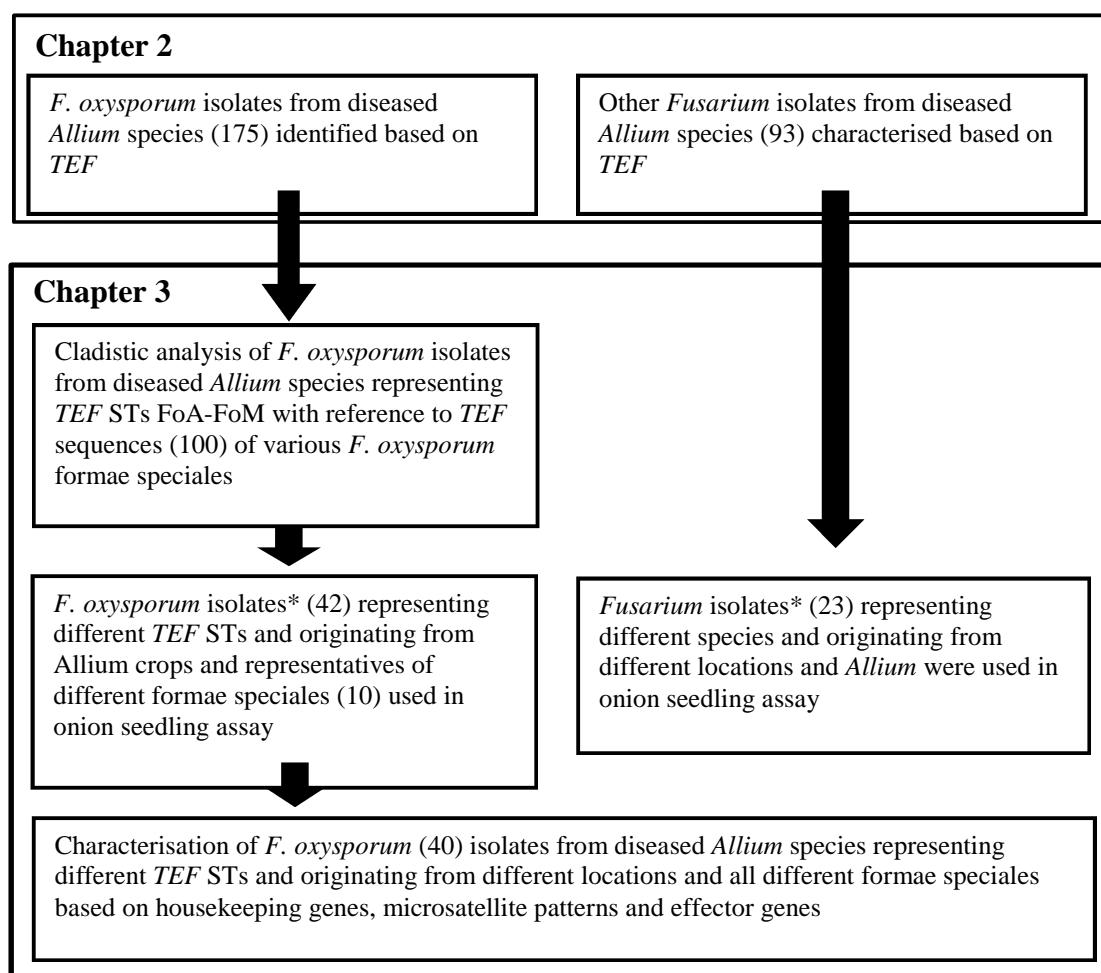 Chapter 2
F. oxysporum isolates from diseased
Allium species (175) identified based on
TEF
Other Fusarium isolates from diseased
Allium species (93) characterised based on
TEF
Chapter 3
Cladistic analysis of F. oxysporum isolates
from diseased Allium species representing
TEF STs FoA-FoM with reference to TEF
sequences (100) of various F. oxysporum
formae speciales
F. oxysporum isolates* (42) representing
different TEF STs and originating from
Allium crops and representatives of
different formae speciales (10) used in
onion seedling assay
Fusarium isolates* (23) representing
different species and originating from
different locations and Allium were used in
onion seedling assay
Characterisation of F. oxysporum (40) isolates from diseased Allium species representing
different TEF STs and originating from different locations and all different formae speciales
based on housekeeping genes, microsatellite patterns and effector genes